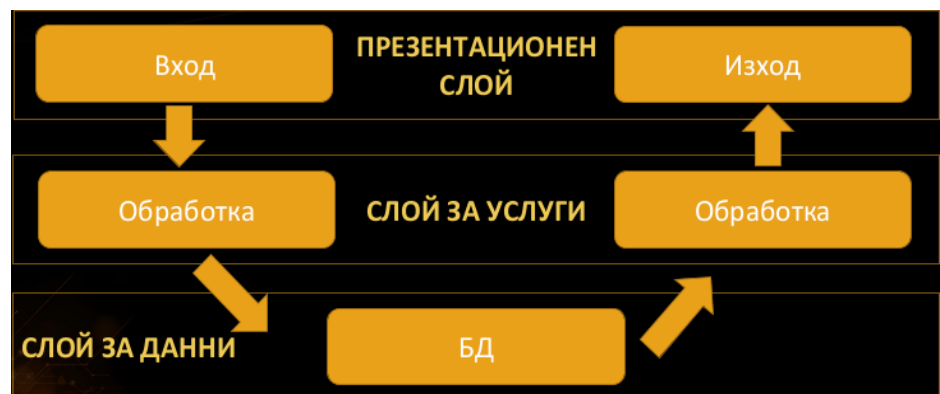 Вход
ПРЕЗЕНТАЦИОНЕН
СЛОЙ
Изход
Обработка
СЛОЙ ЗА УСЛУГИ
Обработка
СЛОЙ ЗА ДАННИ
БД